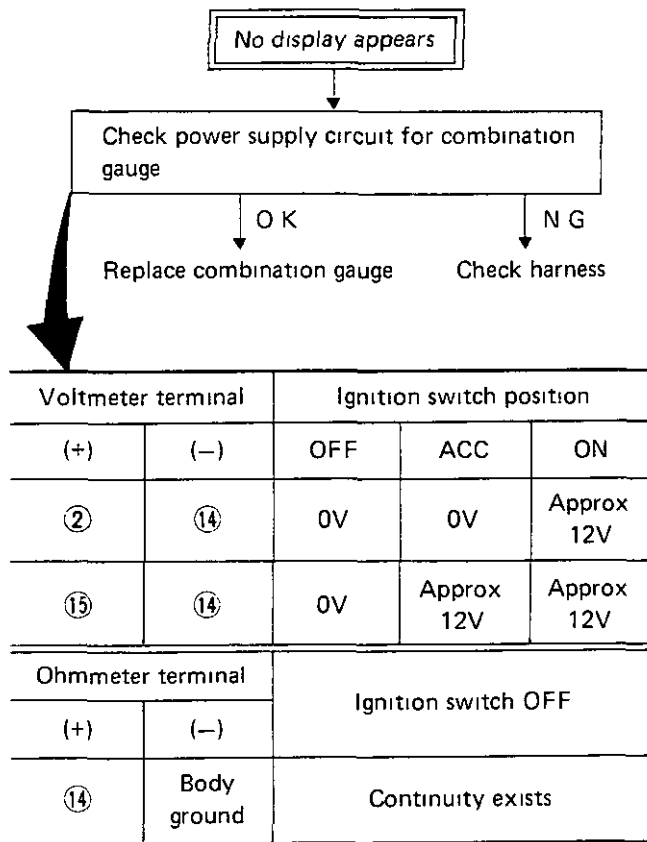 No display appears
Check power supply circuit for combination
gauge
O K
N G
Replace combination gauge
Check harness
Voltmeter terminal
Ignition switch position
(+)
(−)
OFF
ACC
ON
②
⑭
0V
0V
Approx
12V
⑮
⑭
0V
Approx
12V
Approx
12V
Ohmmeter terminal
Ignition switch OFF
(+)
(−)
⑭
Body
ground
Continuity exists